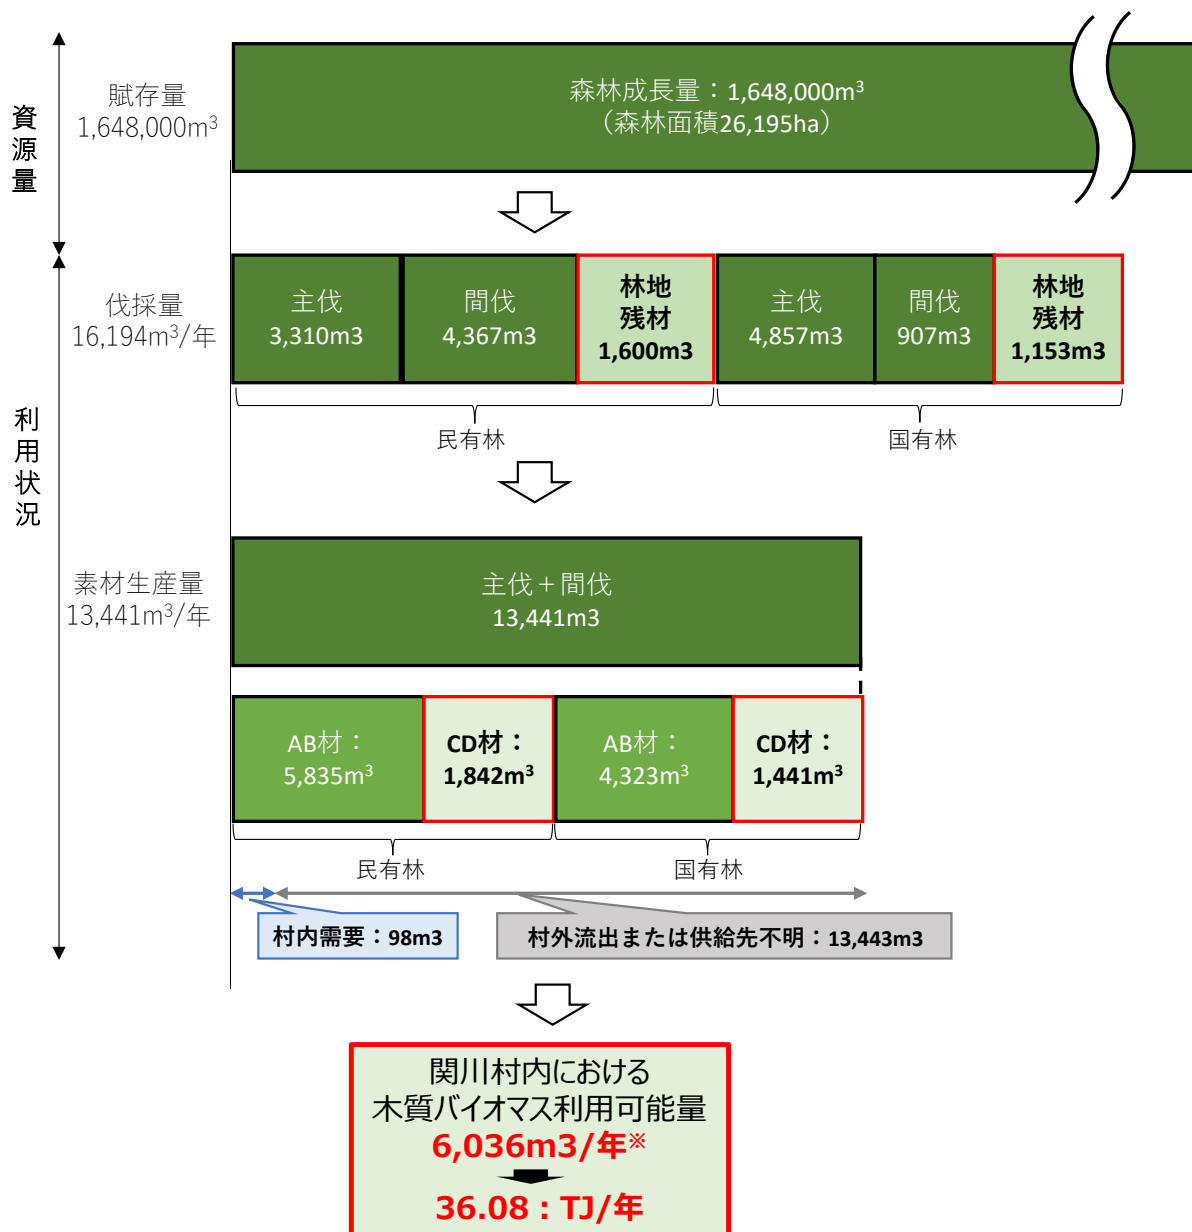 資源量
賦存量
1,648,000m³
森林成長量：1,648,000m³
（森林面積26,195ha）
利用状況
伐採量
16,194m³/年
主伐
3,310m3
間伐
4,367m3
林地
残材
1,600m3
主伐
4,857m3
間伐
907m3
林地
残材
1,153m3
民有林
国有林
素材生産量
13,441m³/年
主伐＋間伐
13,441m3
AB材：
5,835m³
CD材：
1,842m³
AB材：
4,323m³
CD材：
1,441m³
民有林
国有林
村内需要：98m3
村外流出または供給先不明：13,443m3
関川村内における
木質バイオマス利用可能量
6,036m3/年※
36.08：TJ/年